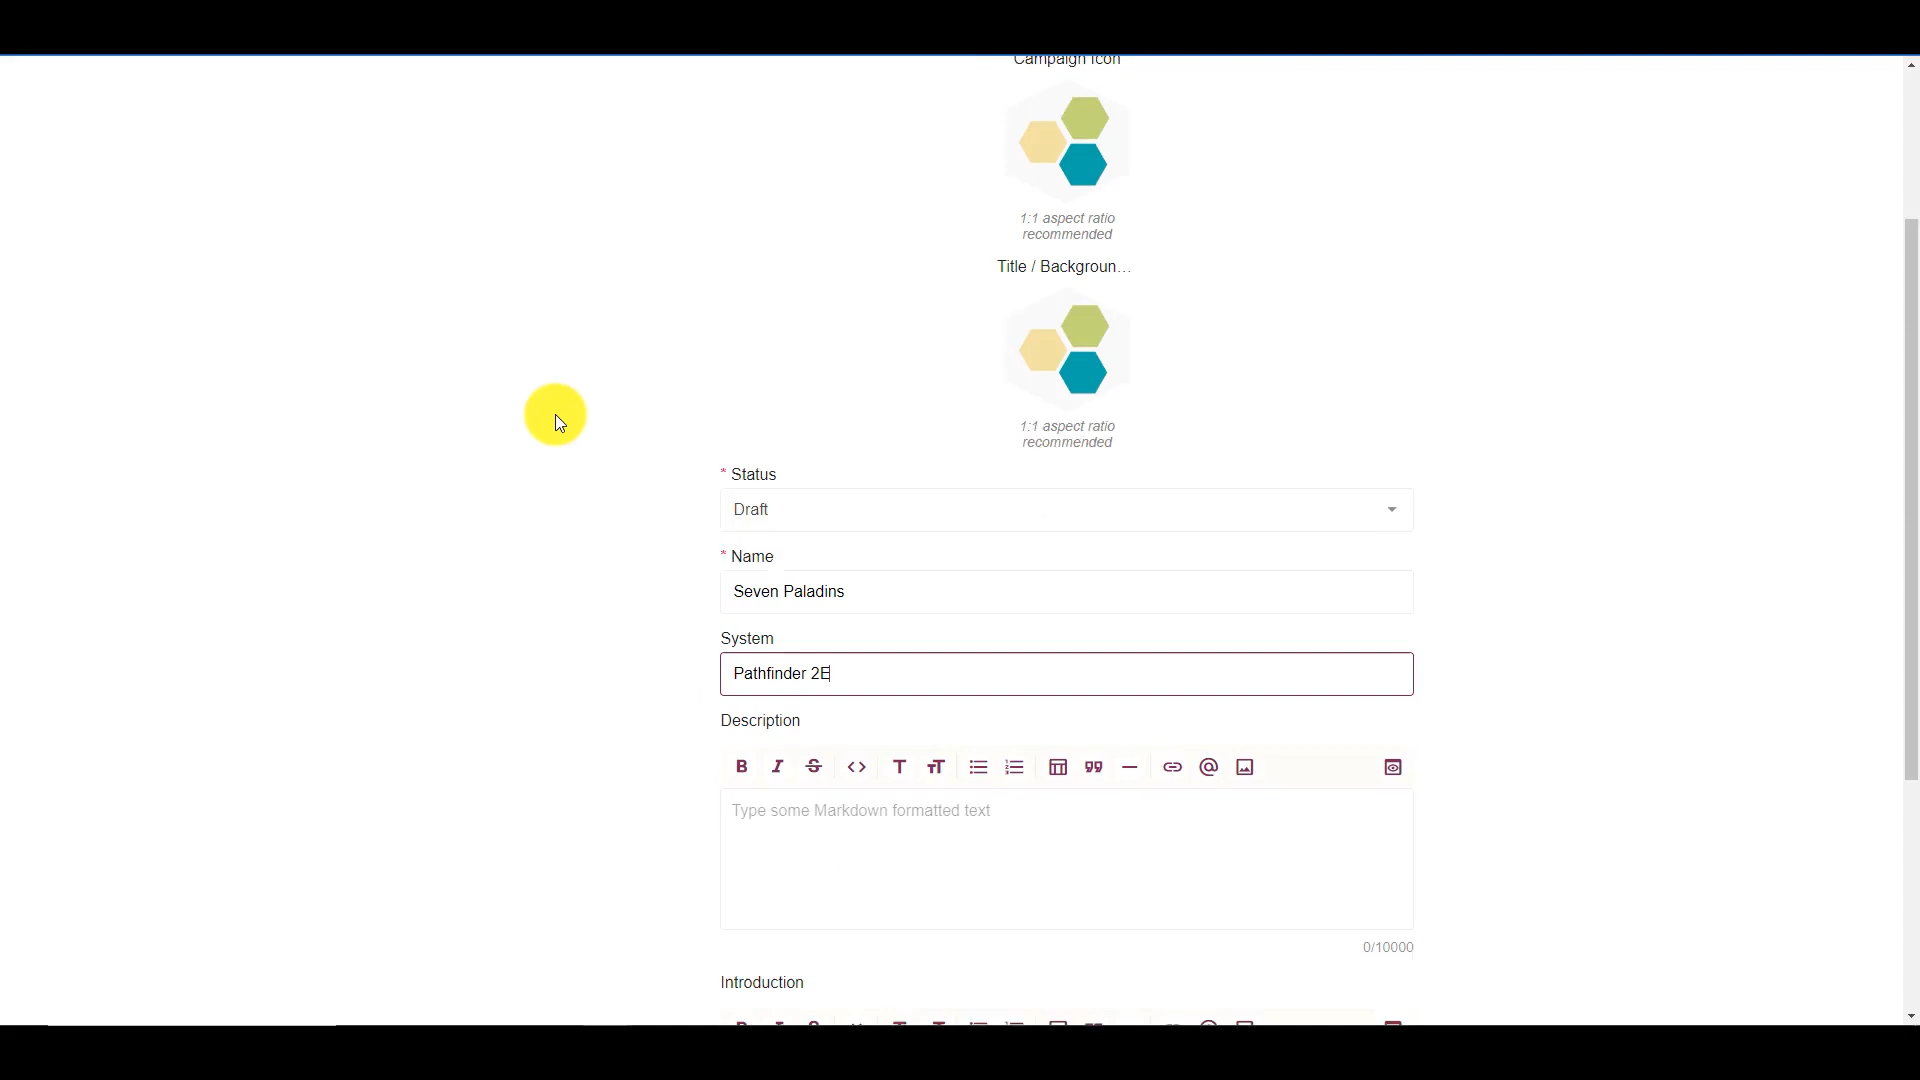 Campaign Icon
1:1 aspect ratio
recommended
Title / Backgroun…
1:1 aspect ratio
recommended
* Status
Draft
* Name
Seven Paladins
System
Pathfinder 2E
Description
Type some Markdown formatted text
0/10000
Introduction